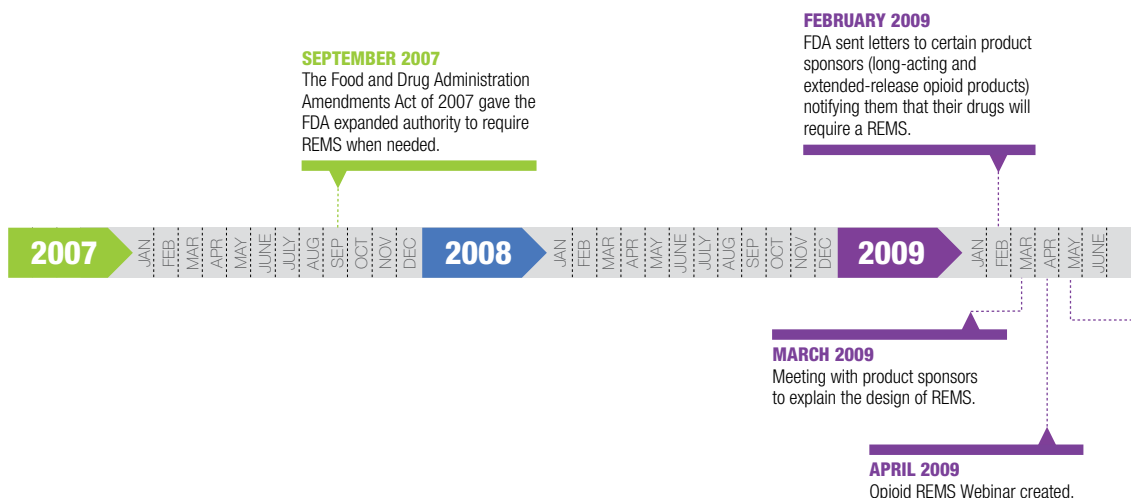 FEBRUARY 2009
FDA sent letters to certain product
sponsors (long-acting and
extended-release opioid products)
notifying them that their drugs will
require a REMS.
SEPTEMBER 2007
The Food and Drug Administration
Amendments Act of 2007 gave the
FDA expanded authority to require
REMS when needed.
2007 JAN FEB MAR APR MAY JUNE JULY AUG SEP OCT NOV DEC 2008 JAN FEB MAR APR MAY JUNE JULY AUG SEP OCT NOV DEC 2009 JAN FEB MAR APR MAY JUNE
MARCH 2009
Meeting with product sponsors
to explain the design of REMS.
APRIL 2009
Opioid REMS Webinar created.